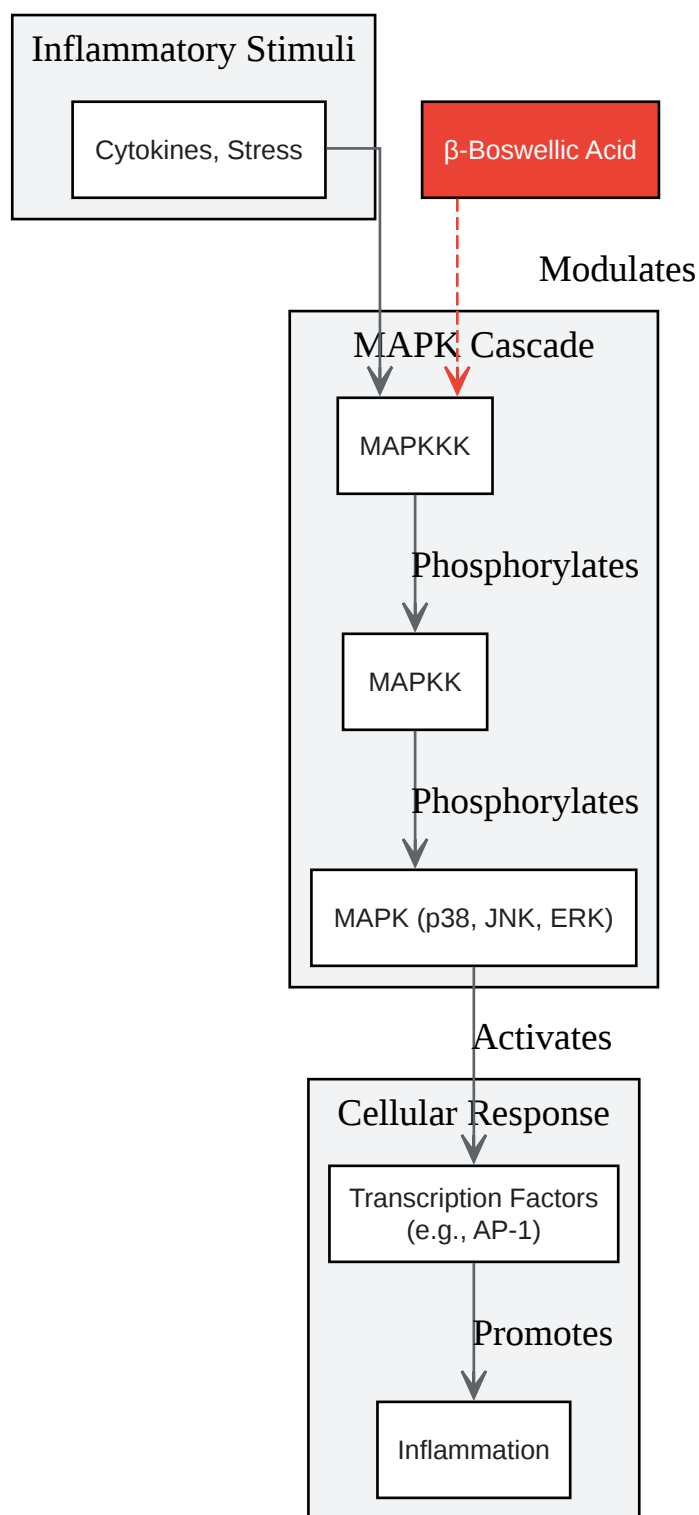 Inflammatory Stimuli
Cytokines, Stress
β-Boswellic Acid
Modulates
MAPK Cascade
MAPKKK
Phosphorylates
MAPKK
Phosphorylates
MAPK (p38, JNK, ERK)
Activates
Cellular Response
Transcription Factors
(e.g., AP-1)
Promotes
Inflammation